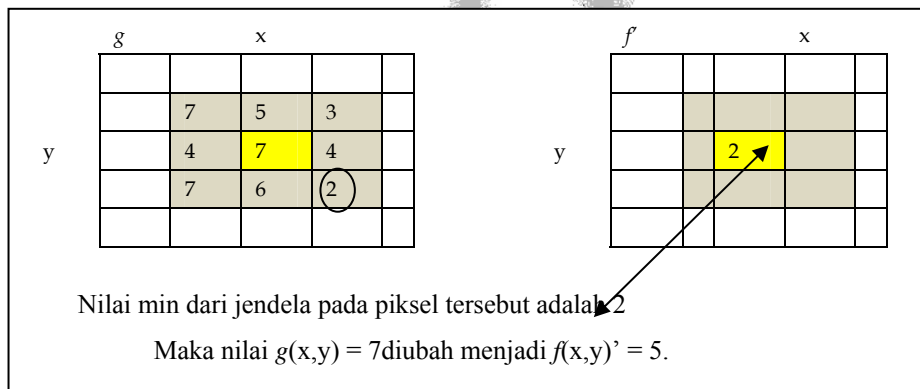 g x f' x
7 5 3
y 4 7 4 y 2
7 6 2
Nilai min dari jendela pada piksel tersebut adalah 2
Maka nilai g(x,y) = 7diubah menjadi f(x,y)’ = 5.